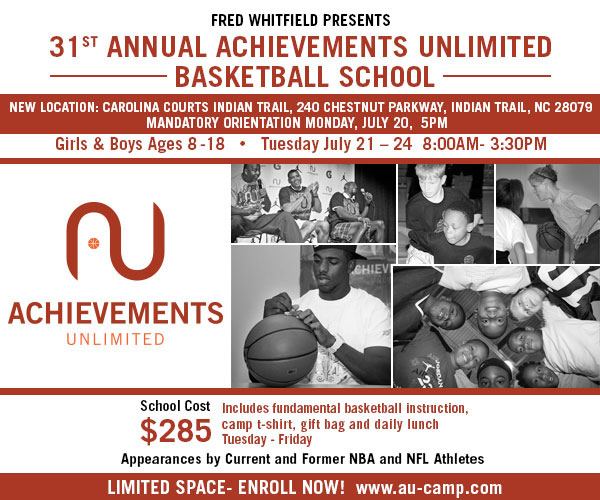 FRED WHITFIELD PRESENTS
31ST ANNUAL ACHIEVEMENTS UNLIMITED
BASKETBALL SCHOOL
NEW LOCATION: CAROLINA COURTS INDIAN TRAIL, 240 CHESTNUT PARKWAY, INDIAN TRAIL, NC 28079
MANDATORY ORIENTATION MONDAY, JULY 20, 5PM
Girls & Boys Ages 8 -18 • Tuesday July 21 – 24 8:00AM- 3:30PM
AU
ACHIEVEMENTS
UNLIMITED
School Cost
$285
Includes fundamental basketball instruction,
camp t-shirt, gift bag and daily lunch
Tuesday - Friday
Appearances by Current and Former NBA and NFL Athletes
LIMITED SPACE- ENROLL NOW! www.au-camp.com